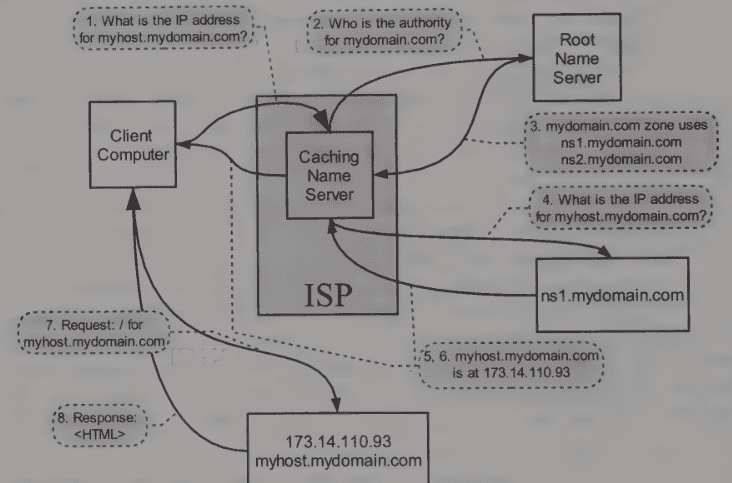 1. What is the IP address
for myhost.mydomain.com?
2. Who is the authority
for mydomain.com?
Root
Name
Server
Client
Computer
Caching
Name
Server
3. mydomain.com zone uses
ns1.mydomain.com
ns2.mydomain.com
4. What is the IP address
for myhost.mydomain.com?
ISP
ns1.mydomain.com
7. Request: / for
myhost.mydomain.com
5, 6. myhost.mydomain.com
is at 173.14.110.93
8. Response:
<HTML>
173.14.110.93
myhost.mydomain.com